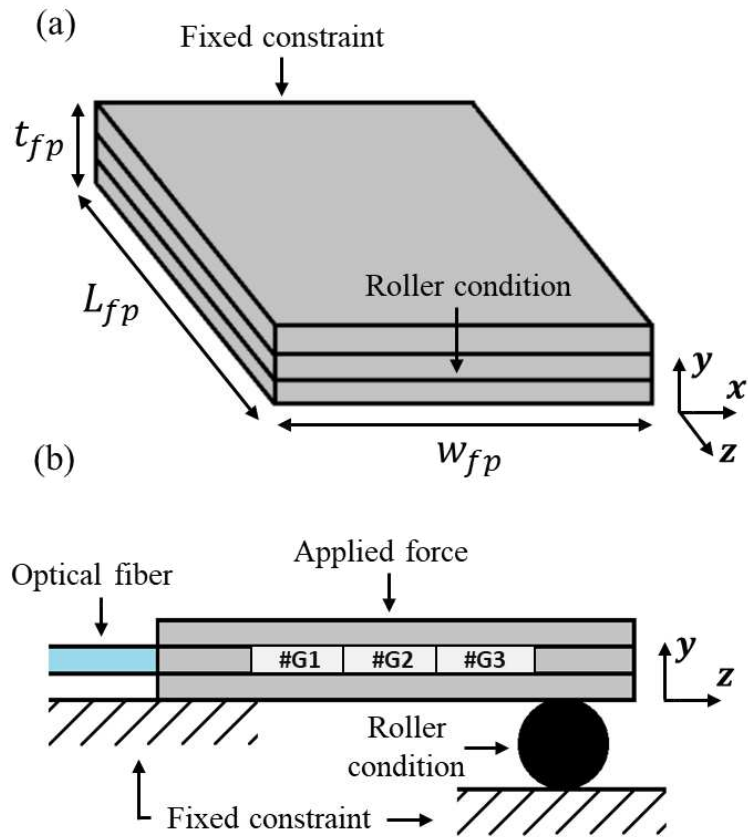 (a)
Fixed constraint
t_fp
L_fp
Roller condition
w_fp
y
x
z
(b)
Optical fiber
Applied force
#G1 #G2 #G3
y
z
Roller
condition
Fixed constraint